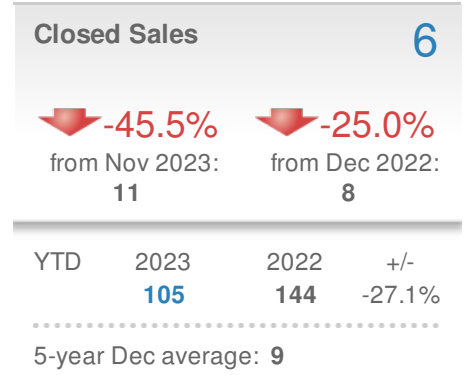 Closed Sales 6
-45.5% -25.0%
from Nov 2023: from Dec 2022:
11 8
YTD 2023 2022 +/-
105 144 -27.1%
5-year Dec average: 9